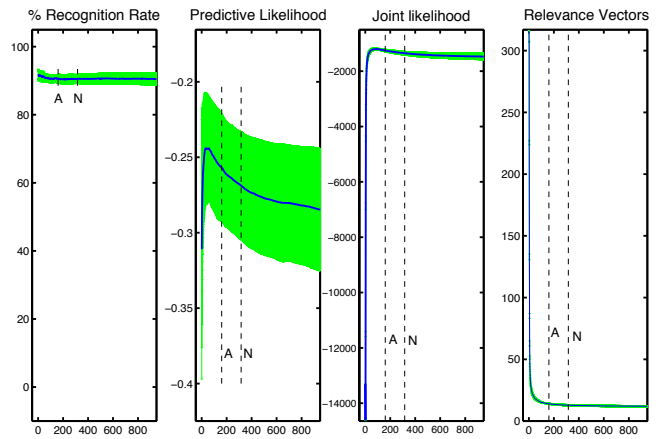 % Recognition Rate
100
80
60
40
20
0
A N
0 200 400 600 800
Predictive Likelihood
−0.2
−0.25
−0.3
−0.35
−0.4
A N
0 200 400 600 800
Joint likelihood
−2000
−4000
−6000
−8000
−10000
−12000
−14000
A N
0 200 400 600 800
Relevance Vectors
300
250
200
150
100
50
0
A N
0 200 400 600 800